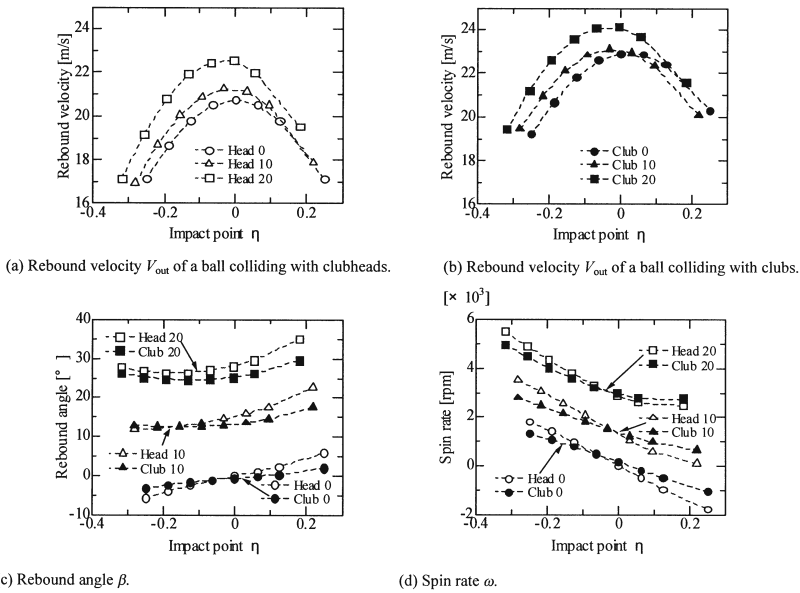 Rebound velocity [m/s]
24
22
20
18
16
-0.4
-0.2
0
0.2
Head 0
Head 10
Head 20
Impact point η
(a) Rebound velocity Vout of a ball colliding with clubheads.
Rebound velocity [m/s]
24
22
20
18
16
-0.4
-0.2
0
0.2
Club 0
Club 10
Club 20
Impact point η
(b) Rebound velocity Vout of a ball colliding with clubs.
Rebound angle [°]
40
30
20
10
0
-10
-0.4
-0.2
0
0.2
Head 20
Club 20
Head 10
Club 10
Head 0
Club 0
Impact point η
c) Rebound angle β.
[× 10³]
Spin rate [rpm]
6
4
2
0
-2
-0.4
-0.2
0
0.2
Head 20
Club 20
Head 10
Club 10
Head 0
Club 0
Impact point η
(d) Spin rate ω.